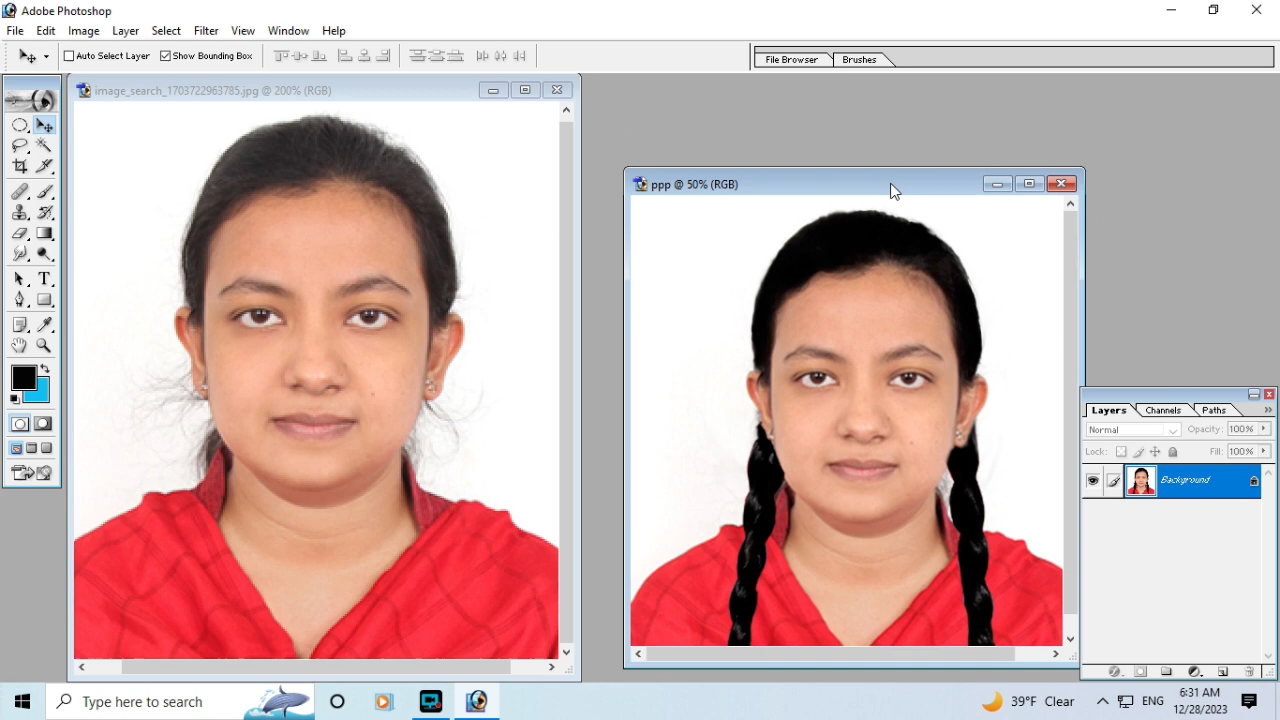 Adobe Photoshop
File Edit Image Layer Select Filter View Window Help
Auto Select Layer Show Bounding Box File Browser Brushes
image_search_1703722963785.jpg @ 200% (RGB)
ppp @ 50% (RGB)
T
Layers Channels Paths
Normal Opacity: 100%
Lock: Fill: 100%
Background
Type here to search
39°F Clear
ENG
6:31 AM
12/28/2023